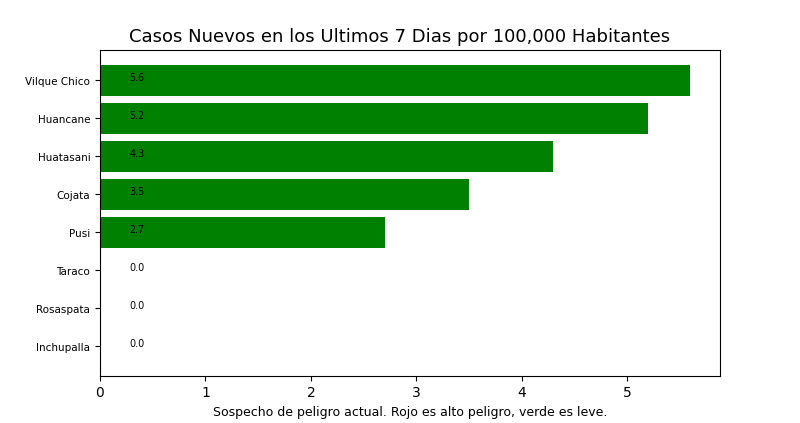 Casos Nuevos en los Ultimos 7 Dias por 100,000 Habitantes
Vilque Chico 5.6
Huancane 5.2
Huatasani 4.3
Cojata 3.5
Pusi 2.7
Taraco 0.0
Rosaspata 0.0
Inchupalla 0.0
0 1 2 3 4 5
Sospecho de peligro actual. Rojo es alto peligro, verde es leve.